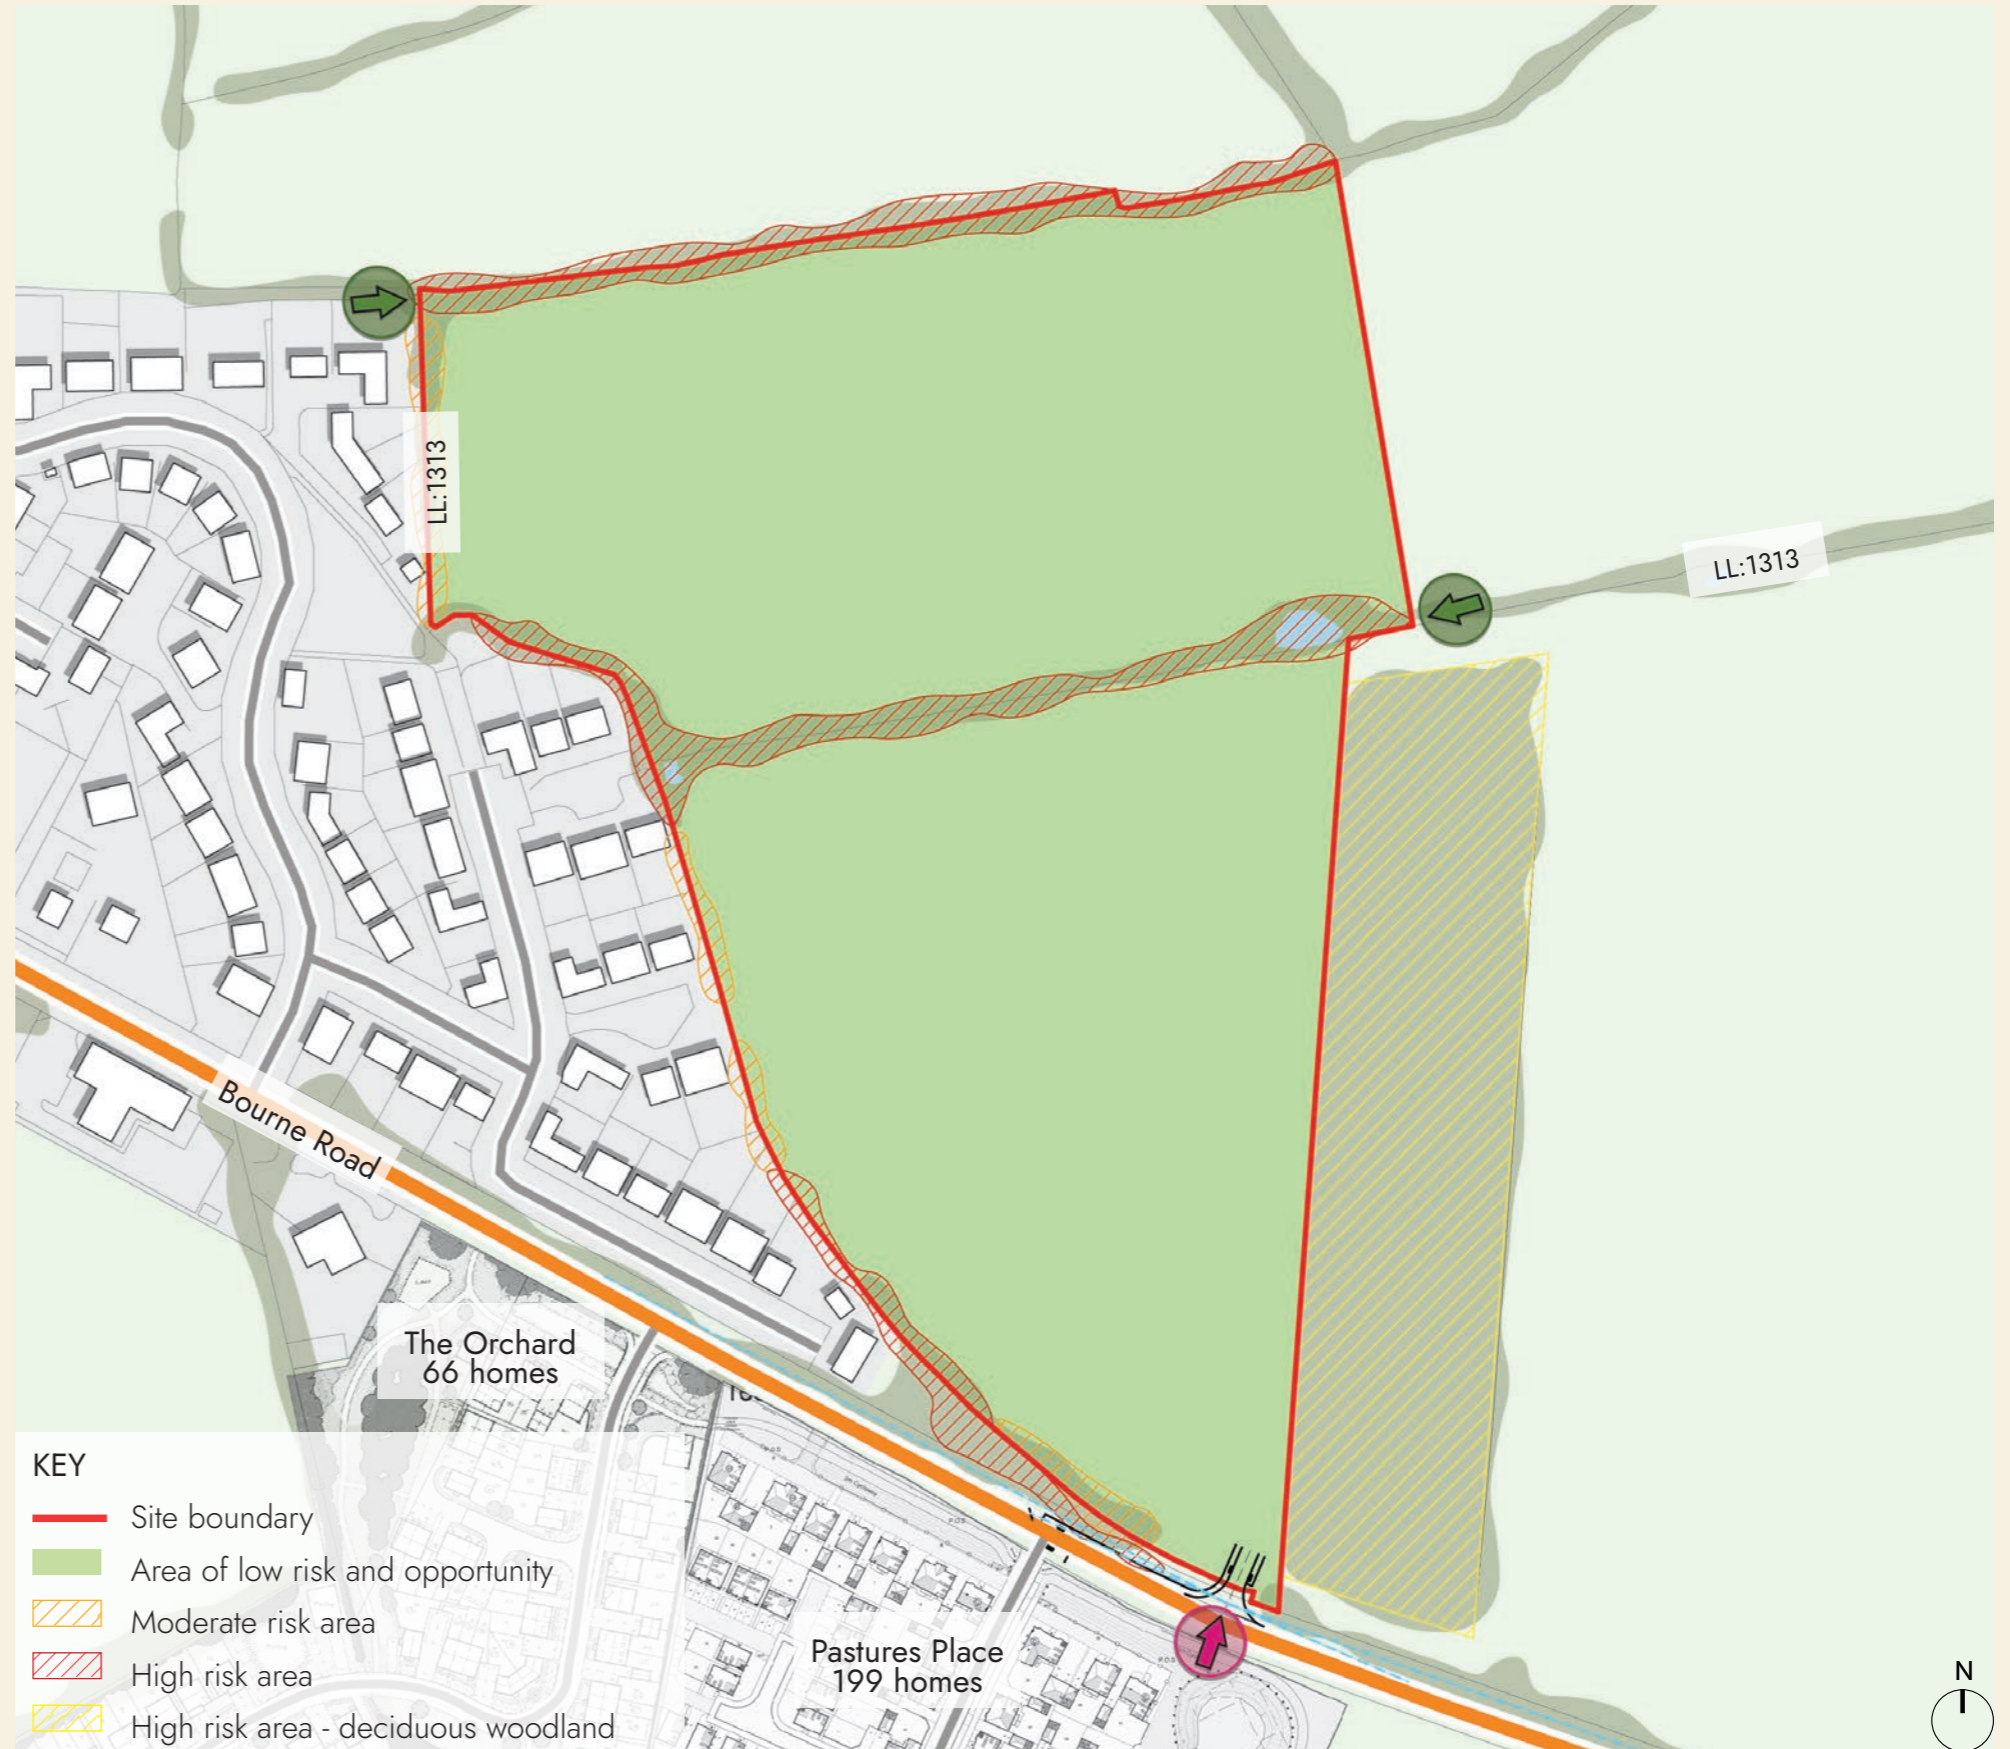 LL:1313
LL:1313
Bourne Road
The Orchard
66 homes
Pastures Place
199 homes
P.O.S
P.O.S
P.O.S
KEY
Site boundary
Area of low risk and opportunity
Moderate risk area
High risk area
High risk area - deciduous woodland
N